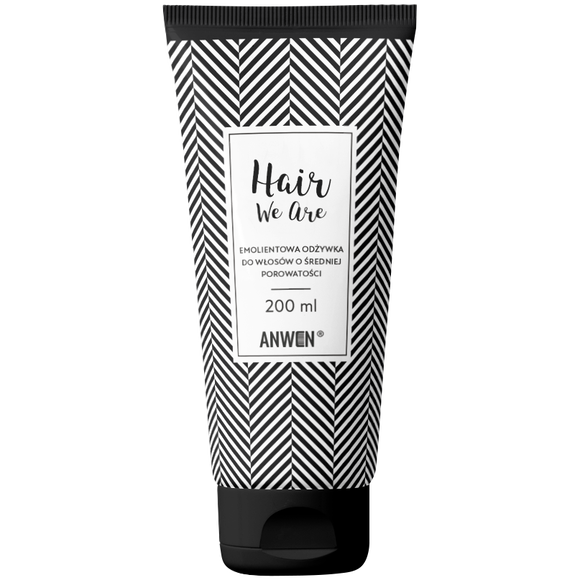 Hair
We Are
EMOLIENTOWA ODŻYWKA
DO WŁOSÓW O ŚREDNIEJ
POROWATOŚCI
200 ml
ANWEN®